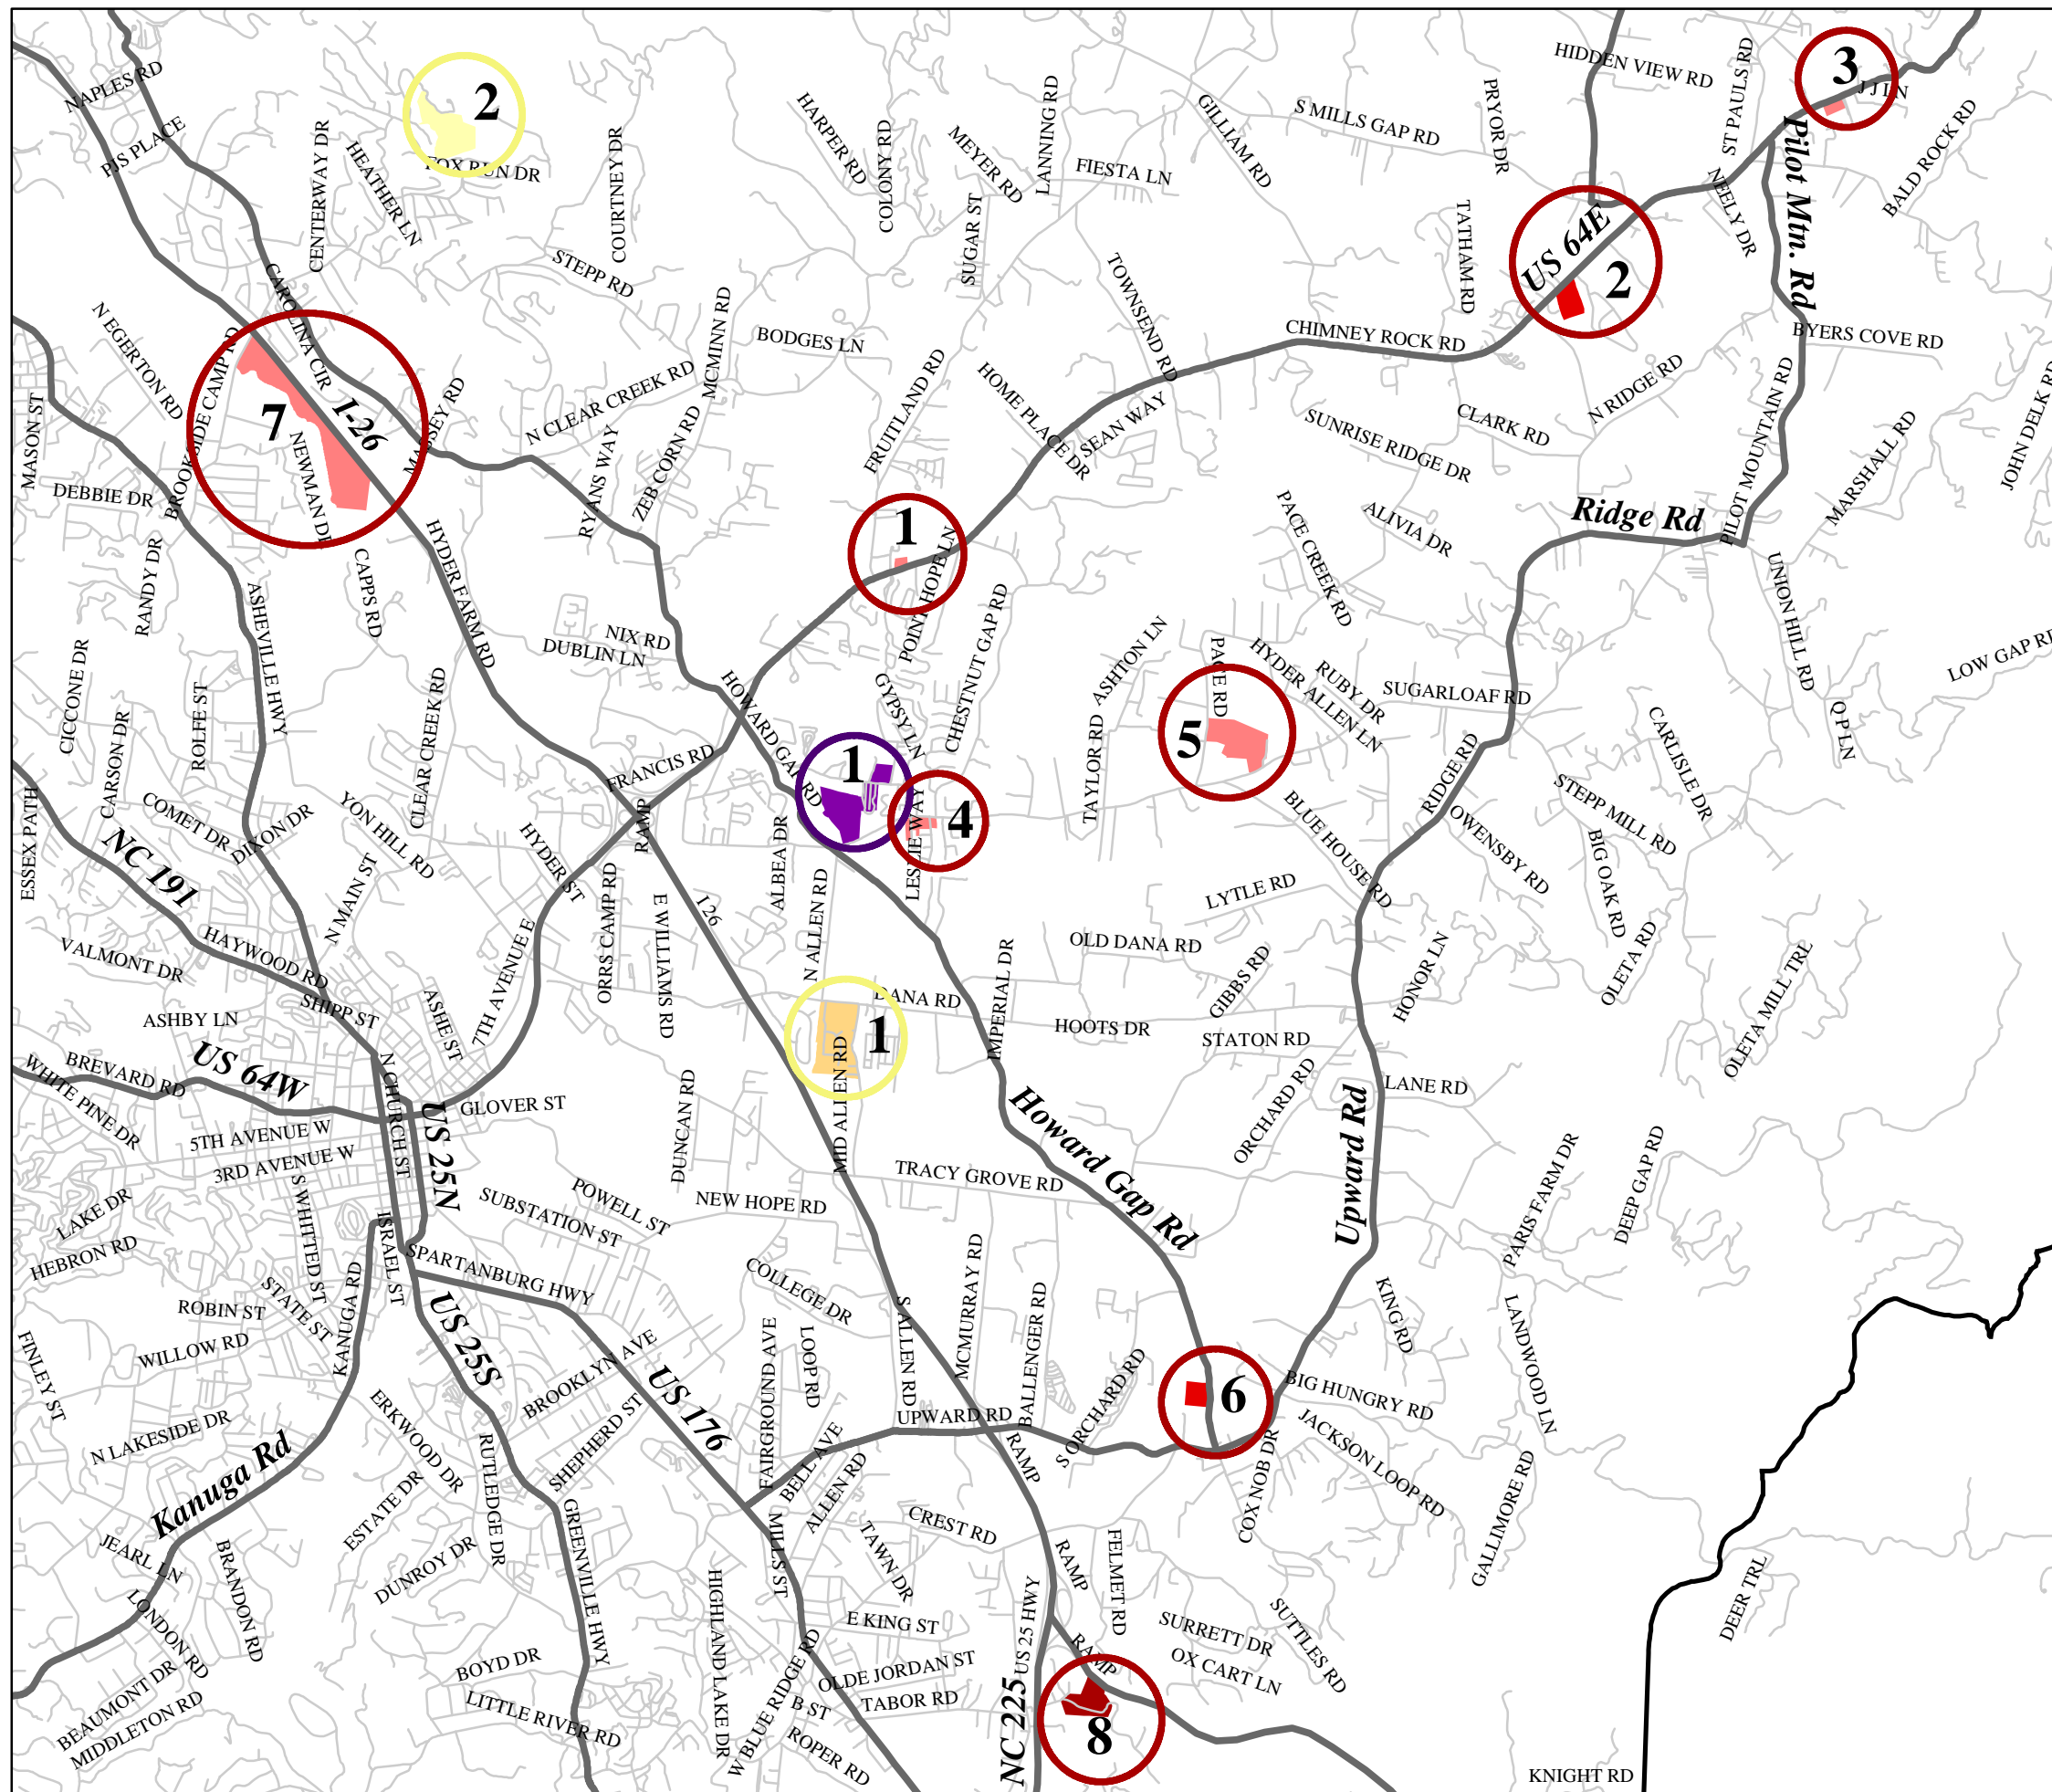 NAPLES RD
PJS PLACE
2
FOX RUN DR
CENTERWAY DR
HEATHER LN
COURTNEY DR
STEPP RD
HARPER RD
COLONY RD
MEYER RD
LANNING RD
SUGAR ST
FIESTA LN
GILLIAM RD
S MILLS GAP RD
PRYOR DR
HIDDEN VIEW RD
ST PAULS RD
3
J J LN
Pilot Mtn. Rd
BALD ROCK RD
NEELY DR
TATHAM RD
US 64E
2
TOWNSEND RD
CHIMNEY ROCK RD
BYERS COVE RD
N EGERTON RD
BROOKSIDE CAMP RD
CAROLINA CIR
I-26
7
NEWMAN DR
MASSEY RD
MASON ST
DEBBIE DR
N CLEAR CREEK RD
MCMINN RD
BODGES LN
FRUITLAND RD
HOME PLACE DR
SEAN WAY
SUNRISE RIDGE DR
CLARK RD
N RIDGE RD
PILOT MOUNTAIN RD
MARSHALL RD
JOHN DELK RD
RYANS WAY
ZEB CORN RD
RANDY DR
CAPPS RD
HYDER FARM RD
1
POINT HOPE LN
PACE CREEK RD
ALIVIA DR
Ridge Rd
UNION HILL RD
LOW GAP RD
ASHEVILLE HWY
NIX RD
DUBLIN LN
CHESTNUT GAP RD
ASHTON LN
PACE RD
HYDER ALLEN LN
RUBY DR
SUGARLOAF RD
CICCONE DR
CARSON DR
ROLFE ST
CLEAR CREEK RD
HOWARD GAP RD
GYPSY LN
1
4
LESLIE WAY
TAYLOR RD
5
RIDGE RD
CARLISLE DR
Q P LN
ESSEX PATH
COMET DR
DIXON DR
YON HILL RD
FRANCIS RD
RAMP
ALBEA DR
BLUE HOUSE RD
OWENSBY RD
STEPP MILL RD
BIG OAK RD
NC 191
N MAIN ST
HYDER ST
ORRS CAMP RD
E WILLIAMS RD
I 26
N ALLEN RD
LYTLE RD
VALMONT DR
HAYWOOD RD
SHIPP ST
ASHE ST
7TH AVENUE E
DANA RD
IMPERIAL DR
OLD DANA RD
GIBBS RD
HONOR LN
OLETA RD
OLETA MILL TRL
ASHBY LN
BREVARD RD
US 64W
WHITE PINE DR
1
MID ALLEN RD
HOOTS DR
STATON RD
ORCHARD RD
LANE RD
N CHURCH ST
GLOVER ST
US 25N
5TH AVENUE W
3RD AVENUE W
DUNCAN RD
Howard Gap Rd
Upward Rd
LAKE DR
HEBRON RD
S WHITTED ST
ISRAEL ST
SUBSTATION ST
POWELL ST
NEW HOPE RD
TRACY GROVE RD
PARIS FARM DR
DEEP GAP RD
SPARTANBURG HWY
COLLEGE DR
MCMURRAY RD
BALLENGER RD
KING RD
LANDWOOD LN
ROBIN ST
STATE ST
KANUGA RD
WILLOW RD
FINLEY ST
US 25S
BROOKLYN AVE
US 176
FAIRGROUND AVE
LOOP RD
S ALLEN RD
S ORCHARD RD
6
BIG HUNGRY RD
N LAKESIDE DR
Kanuga Rd
ERKWOOD DR
SHEPHERD ST
UPWARD RD
BELL AVE
ALLEN RD
RAMP
COX NOB DR
JACKSON LOOP RD
GALLIMORE RD
ESTATE DR
RUTLEDGE DR
JEARL LN
BRANDON RD
DUNROY DR
GREENVILLE HWY
MILLS ST
TAWN DR
CREST RD
RAMP
FELMET RD
DEER TRL
LONDON RD
HIGHLAND LAKE DR
E KING ST
US 25 HWY
SURRETT DR
SUTTLES RD
OX CART LN
BEAUMONT DR
MIDDLETON RD
BOYD DR
LITTLE RIVER RD
W BLUE RIDGE RD
OLDE JORDAN ST
B ST
TABOR RD
ROPER RD
NC 225
RAMP
8
KNIGHT RD